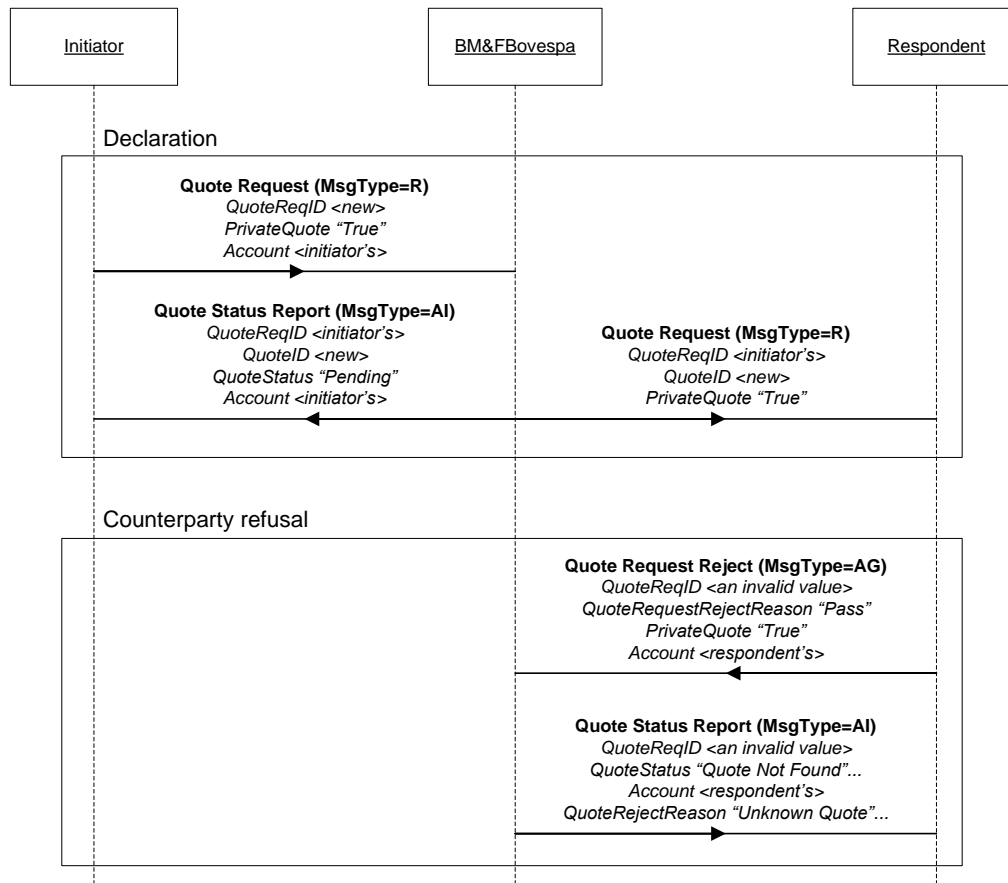 Initiator
BM&FBovespa
Respondent
Declaration
Quote Request (MsgType=R)
QuoteReqID <new>
PrivateQuote “True”
Account <initiator's>
Quote Status Report (MsgType=AI)
QuoteReqID <initiator's>
QuoteID <new>
QuoteStatus “Pending”
Account <initiator's>
Quote Request (MsgType=R)
QuoteReqID <initiator's>
QuoteID <new>
PrivateQuote “True”
Counterparty refusal
Quote Request Reject (MsgType=AG)
QuoteReqID <an invalid value>
QuoteRequestRejectReason “Pass”
PrivateQuote “True”
Account <respondent's>
Quote Status Report (MsgType=AI)
QuoteReqID <an invalid value>
QuoteStatus “Quote Not Found”...
Account <respondent's>
QuoteRejectReason “Unknown Quote”...